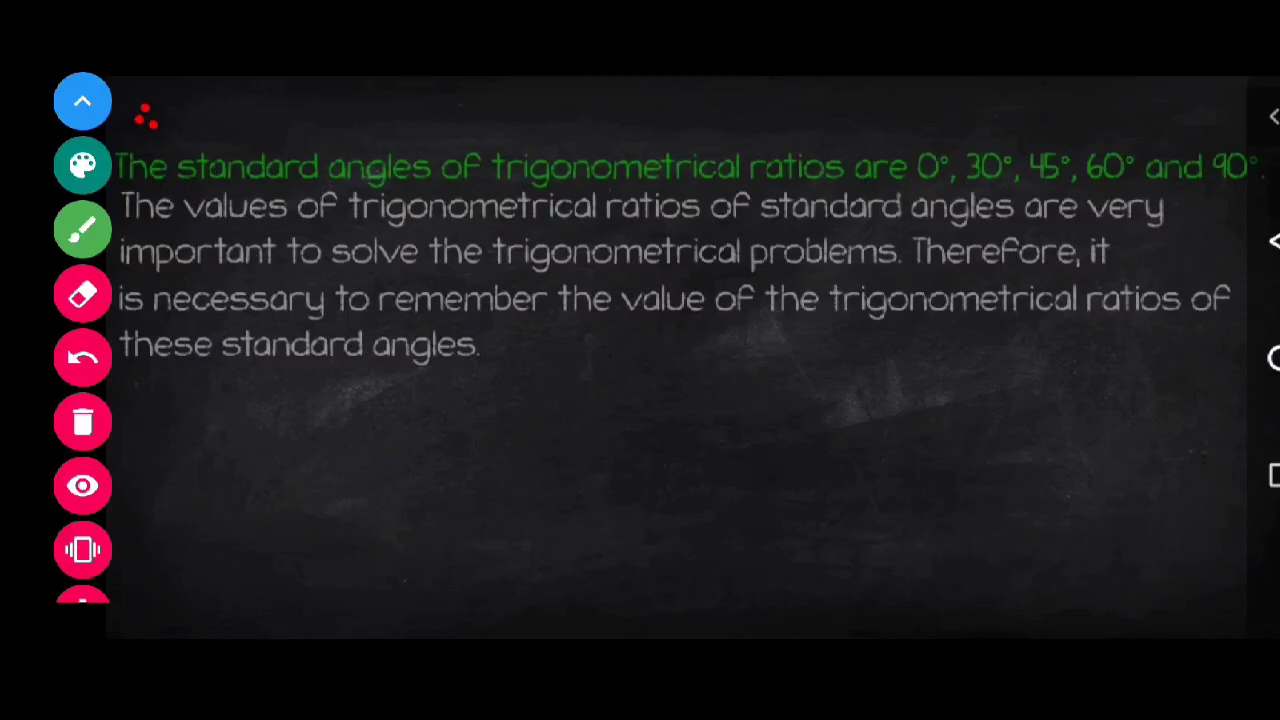 The standard angles of trigonometrical ratios are 0°, 30°, 45°, 60° and 90°.
The values of trigonometrical ratios of standard angles are very
important to solve the trigonometrical problems. Therefore, it
is necessary to remember the value of the trigonometrical ratios of
these standard angles.